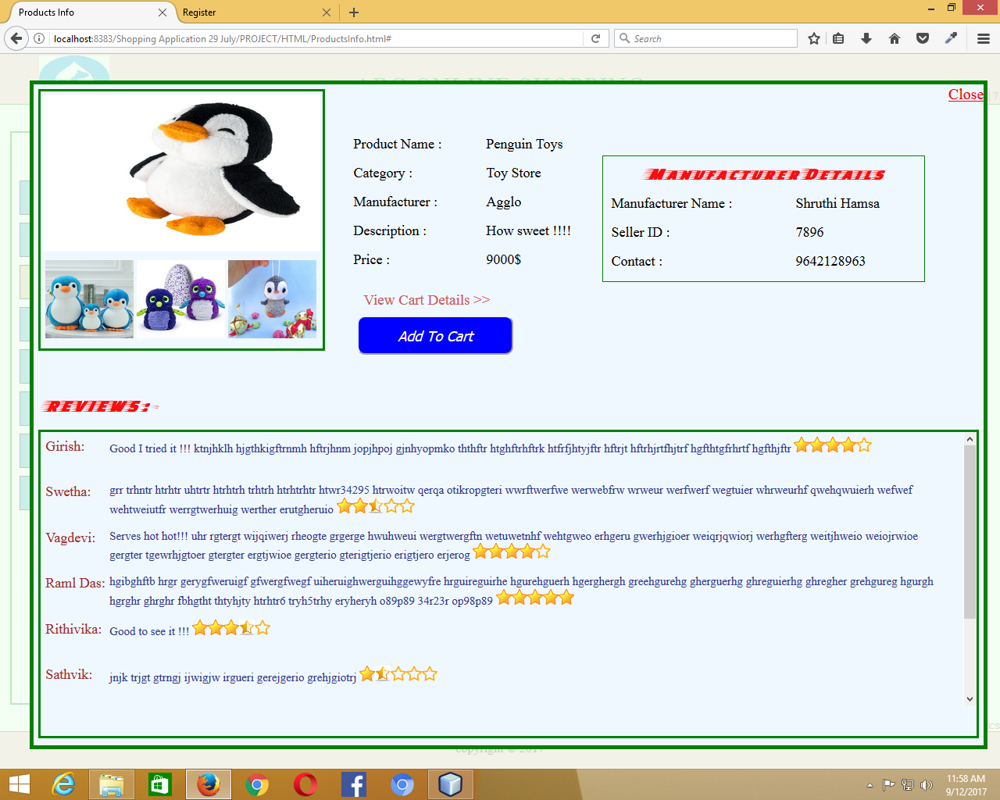 Products Info
Register
localhost:8383/Shopping Application 29 July/PROJECT/HTML/ProductsInfo.html#
Search
ABC ONLINE SHOPPING
Close
Product Name : Penguin Toys
Category : Toy Store
Manufacturer : Agglo
Description : How sweet !!!!
Price : 9000$
Manufacturer Details
Manufacturer Name : Shruthi Hamsa
Seller ID : 7896
Contact : 9642128963
View Cart Details >>
Add To Cart
REVIEWS:-
Girish: Good I tried it !!! ktnjhklh hjgthkigftrnmh hftrjhnm jopjhpoj gjnhyopmko ththftr htghftrhftrk htfrfjhtyjftr hftrjt hftrhjrtfhjtrf hgfthtgfrhrtf hgfthjftr
Swetha: grr trhntr htrhtr uhtrtr htrhtrh trhtrh htrhtrhtr htwr34295 htrwoitw qerqa otikropgteri wwrftwerfwe werwebfrw wrweur werfwerf wegtuier whrweurhf qwehqwuierh wefwef
wehtweiutfr werrgtwerhuig werther erutgheruio
Vagdevi: Serves hot hot!!! uhr rgtergt wijqiwerj rheogte grgerge hwuhweui wergtwergftn wetuwetnhf wehtgweo erhgeru gwerhjgioer weiqrjqwiorj werhgfterg weitjhweio weiojrwioe
gergter tgewrhjgtoer gtergter ergtjwioe gergterio gterigtjerio erigtjero erjerog
Raml Das: hgibghftb hrgr gerygfweruigf gfwergfwegf uiheruighwerguihggewyfre hrguireguirhe hgurehguerh hgerghergh greehgurehg gherguerhg ghreguierhg ghregher grehgureg hgurgh
hgrghr ghrghr fbhgtht thtyhjty htrhtr6 tryh5trhy eryheryh o89p89 34r23r op98p89
Rithivika: Good to see it !!!
Sathvik: jnjk trjgt gtrngj ijwigjw irgueri gerejgerio grehjgiotrj
copyright © 2017
11:58 AM
9/12/2017